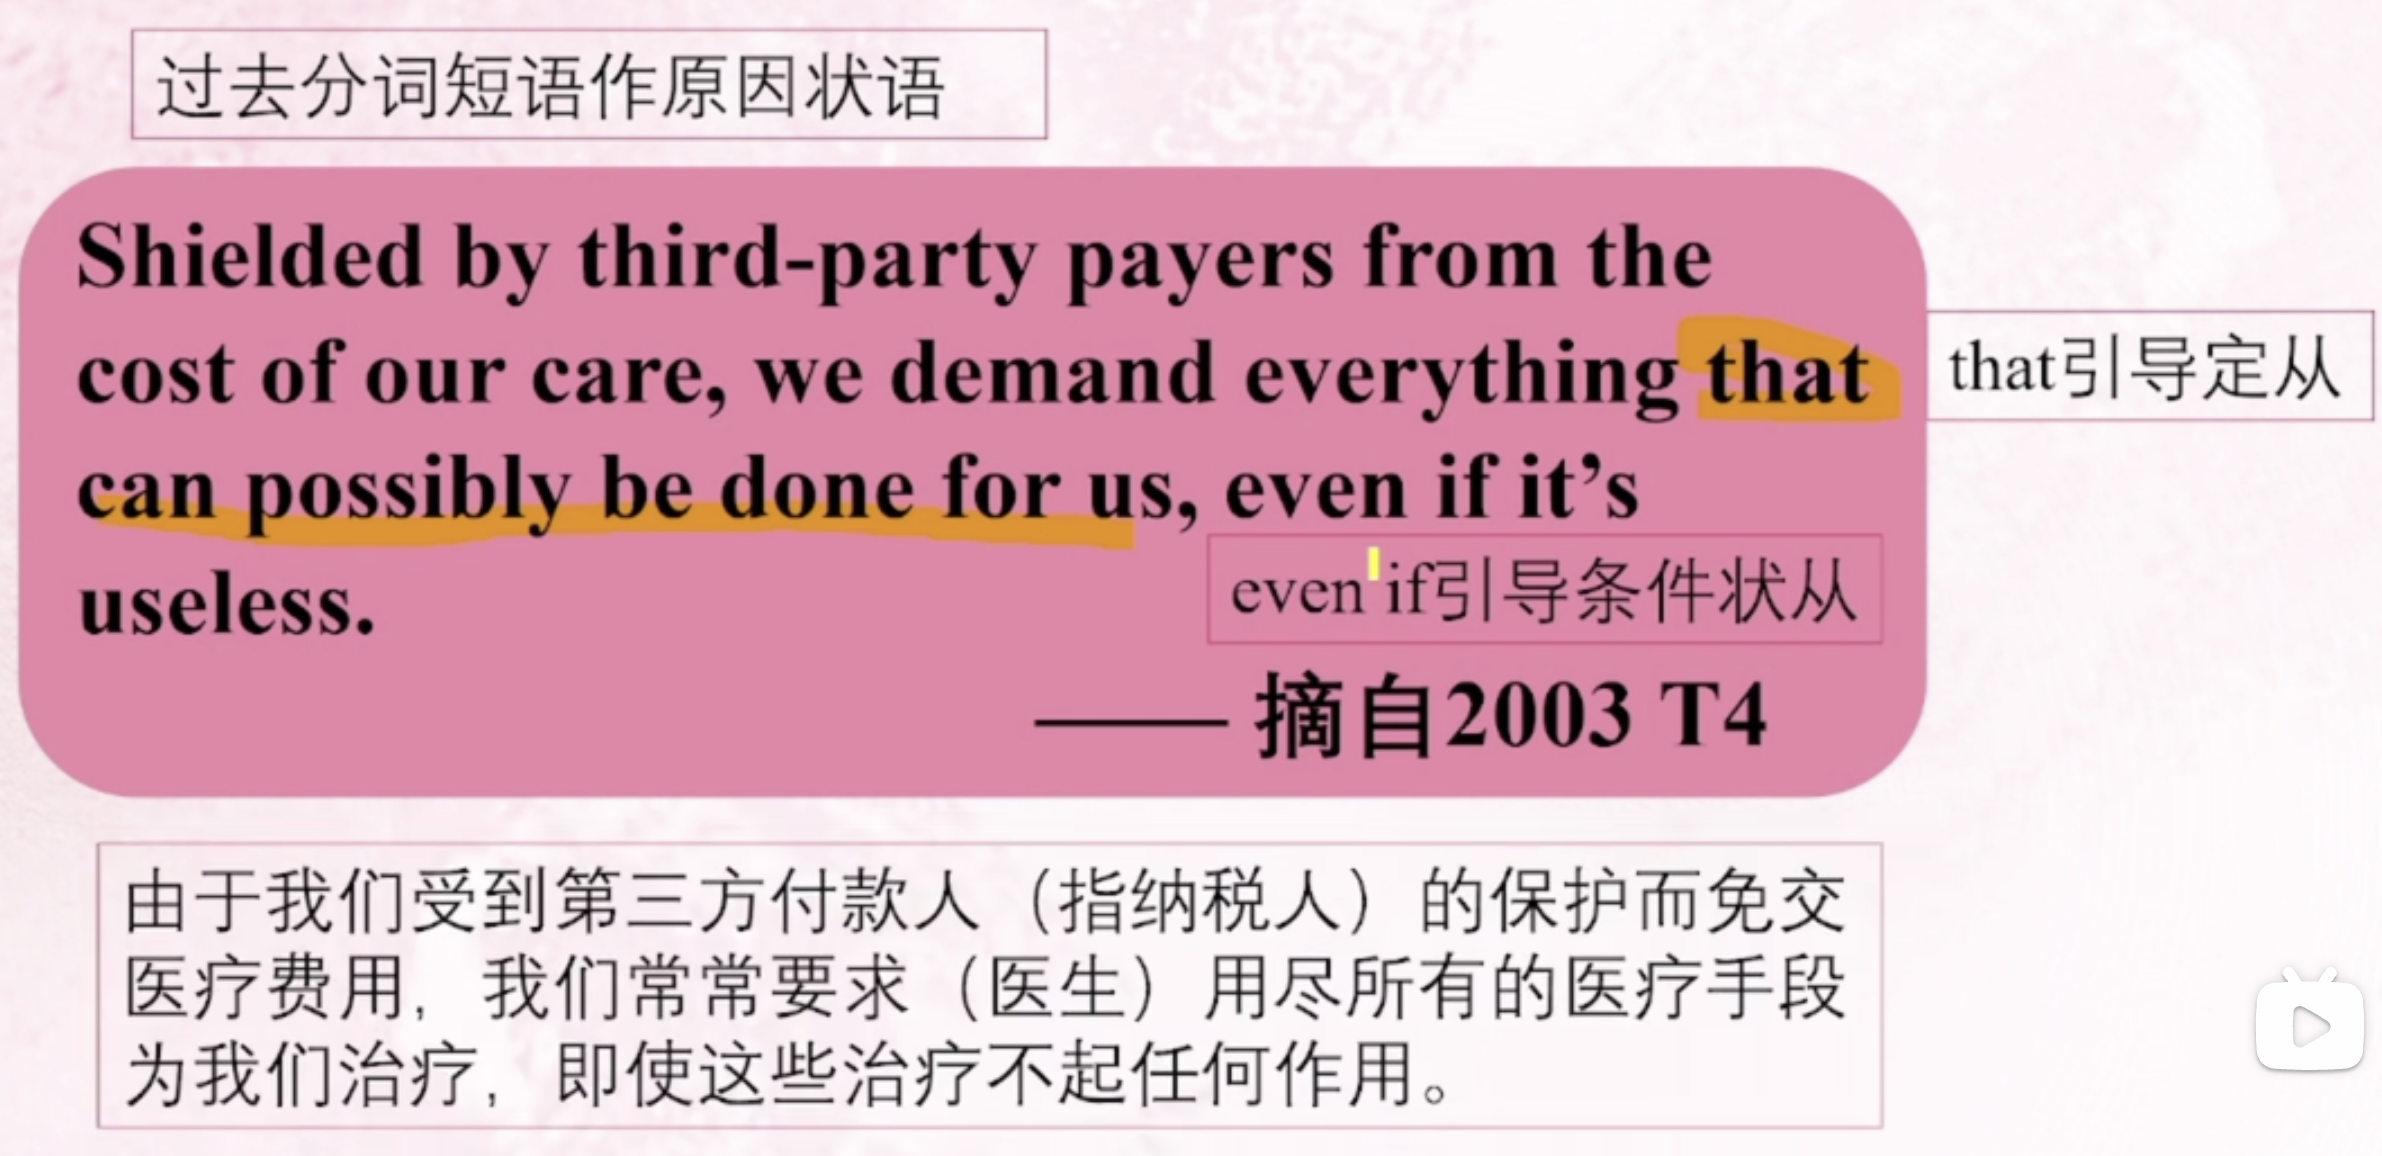 过去分词短语作原因状语
Shielded by third-party payers from the
cost of our care, we demand everything that
that引导定从
can possibly be done for us, even if it’s
useless.
even if引导条件状从
—— 摘自2003 T4
由于我们受到第三方付款人（指纳税人）的保护而免交
医疗费用，我们常常要求（医生）用尽所有的医疗手段
为我们治疗，即使这些治疗不起任何作用。